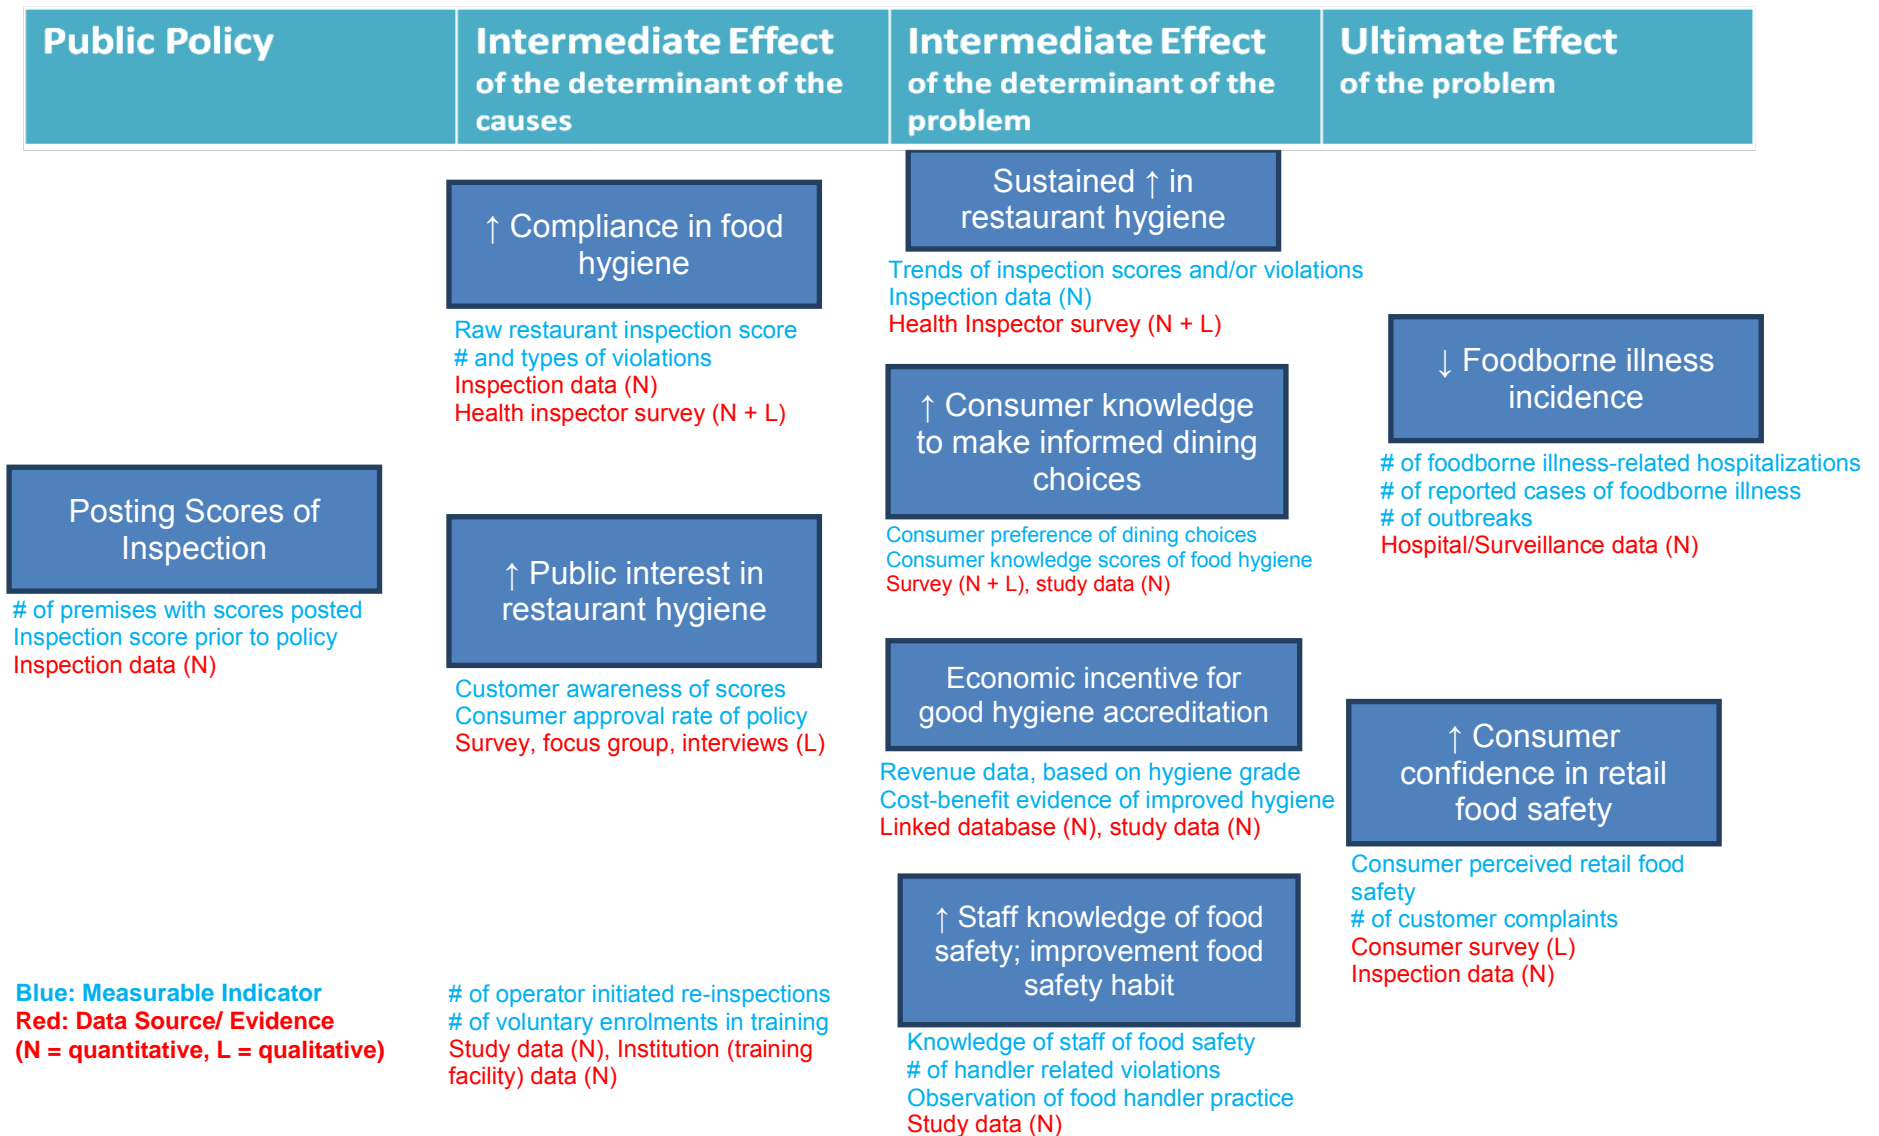 Public Policy
Intermediate Effect
of the determinant of the
causes
Intermediate Effect
of the determinant of the
problem
Ultimate Effect
of the problem
Posting Scores of
Inspection
# of premises with scores posted
Inspection score prior to policy
Inspection data (N)
↑ Compliance in food
hygiene
Raw restaurant inspection score
# and types of violations
Inspection data (N)
Health inspector survey (N + L)
↑ Public interest in
restaurant hygiene
Customer awareness of scores
Consumer approval rate of policy
Survey, focus group, interviews (L)
# of operator initiated re-inspections
# of voluntary enrolments in training
Study data (N), Institution (training
facility) data (N)
Sustained ↑ in
restaurant hygiene
Trends of inspection scores and/or violations
Inspection data (N)
Health Inspector survey (N + L)
↑ Consumer knowledge
to make informed dining
choices
Consumer preference of dining choices
Consumer knowledge scores of food hygiene
Survey (N + L), study data (N)
Economic incentive for
good hygiene accreditation
Revenue data, based on hygiene grade
Cost-benefit evidence of improved hygiene
Linked database (N), study data (N)
↑ Staff knowledge of food
safety; improvement food
safety habit
Knowledge of staff of food safety
# of handler related violations
Observation of food handler practice
Study data (N)
↓ Foodborne illness
incidence
# of foodborne illness-related hospitalizations
# of reported cases of foodborne illness
# of outbreaks
Hospital/Surveillance data (N)
↑ Consumer
confidence in retail
food safety
Consumer perceived retail food
safety
# of customer complaints
Consumer survey (L)
Inspection data (N)
Blue: Measurable Indicator
Red: Data Source/ Evidence
(N = quantitative, L = qualitative)